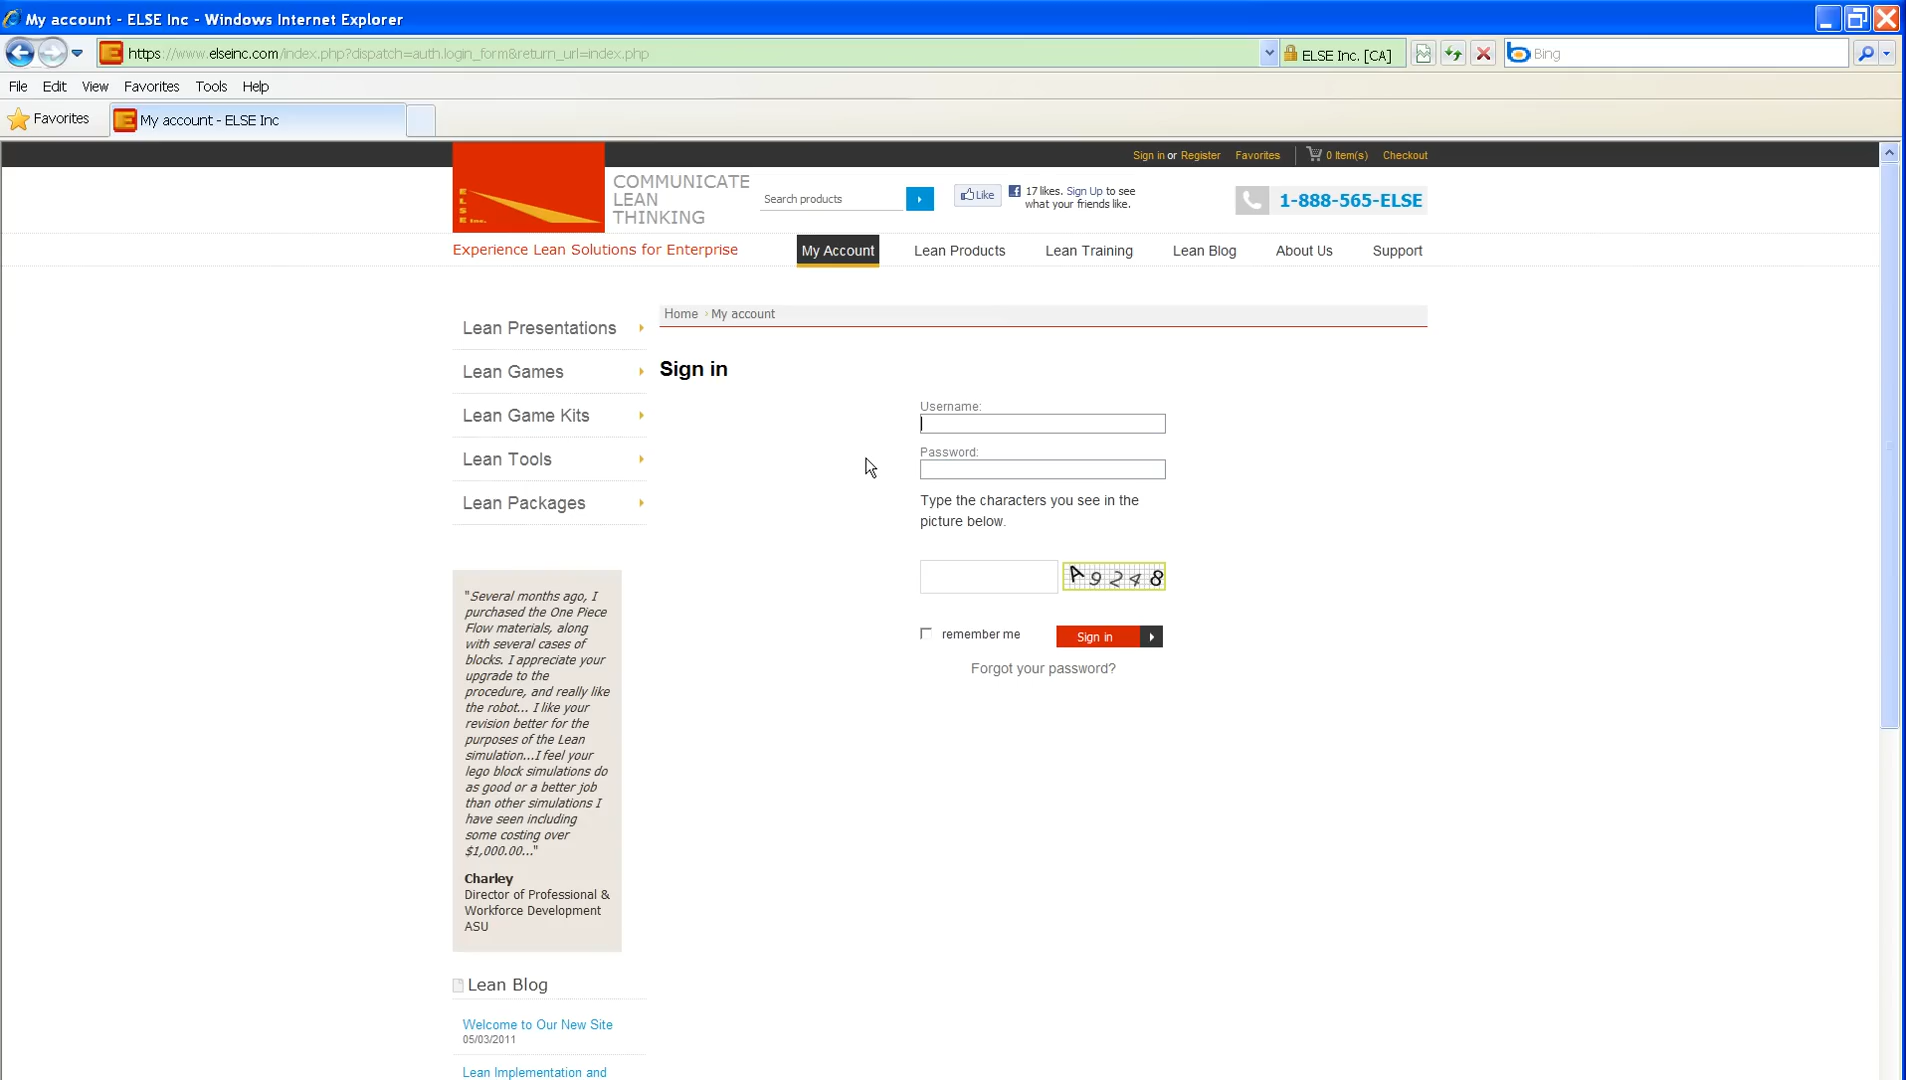 My account - ELSE Inc - Windows Internet Explorer
https://www.elseinc.com/index.php?dispatch=auth.login_form&return_url=index.php
ELSE Inc. [CA]
Bing
File Edit View Favorites Tools Help
Favorites
My account - ELSE Inc
Sign in or Register Favorites 0 Item(s) Checkout
ELSE Inc.
COMMUNICATE
LEAN
THINKING
Search products
Like
17 likes. Sign Up to see
what your friends like.
1-888-565-ELSE
Experience Lean Solutions for Enterprise
My Account Lean Products Lean Training Lean Blog About Us Support
Lean Presentations
Lean Games
Lean Game Kits
Lean Tools
Lean Packages
Home › My account
Sign in
Username:
Password:
Type the characters you see in the
picture below.
A9248
remember me
Sign in
Forgot your password?
"Several months ago, I
purchased the One Piece
Flow materials, along
with several cases of
blocks. I appreciate your
upgrade to the
procedure, and really like
the robot... I like your
revision better for the
purposes of the Lean
simulation...I feel your
lego block simulations do
as good or a better job
than other simulations I
have seen including
some costing over
$1,000.00..."
Charley
Director of Professional &
Workforce Development
ASU
Lean Blog
Welcome to Our New Site
05/03/2011
Lean Implementation and